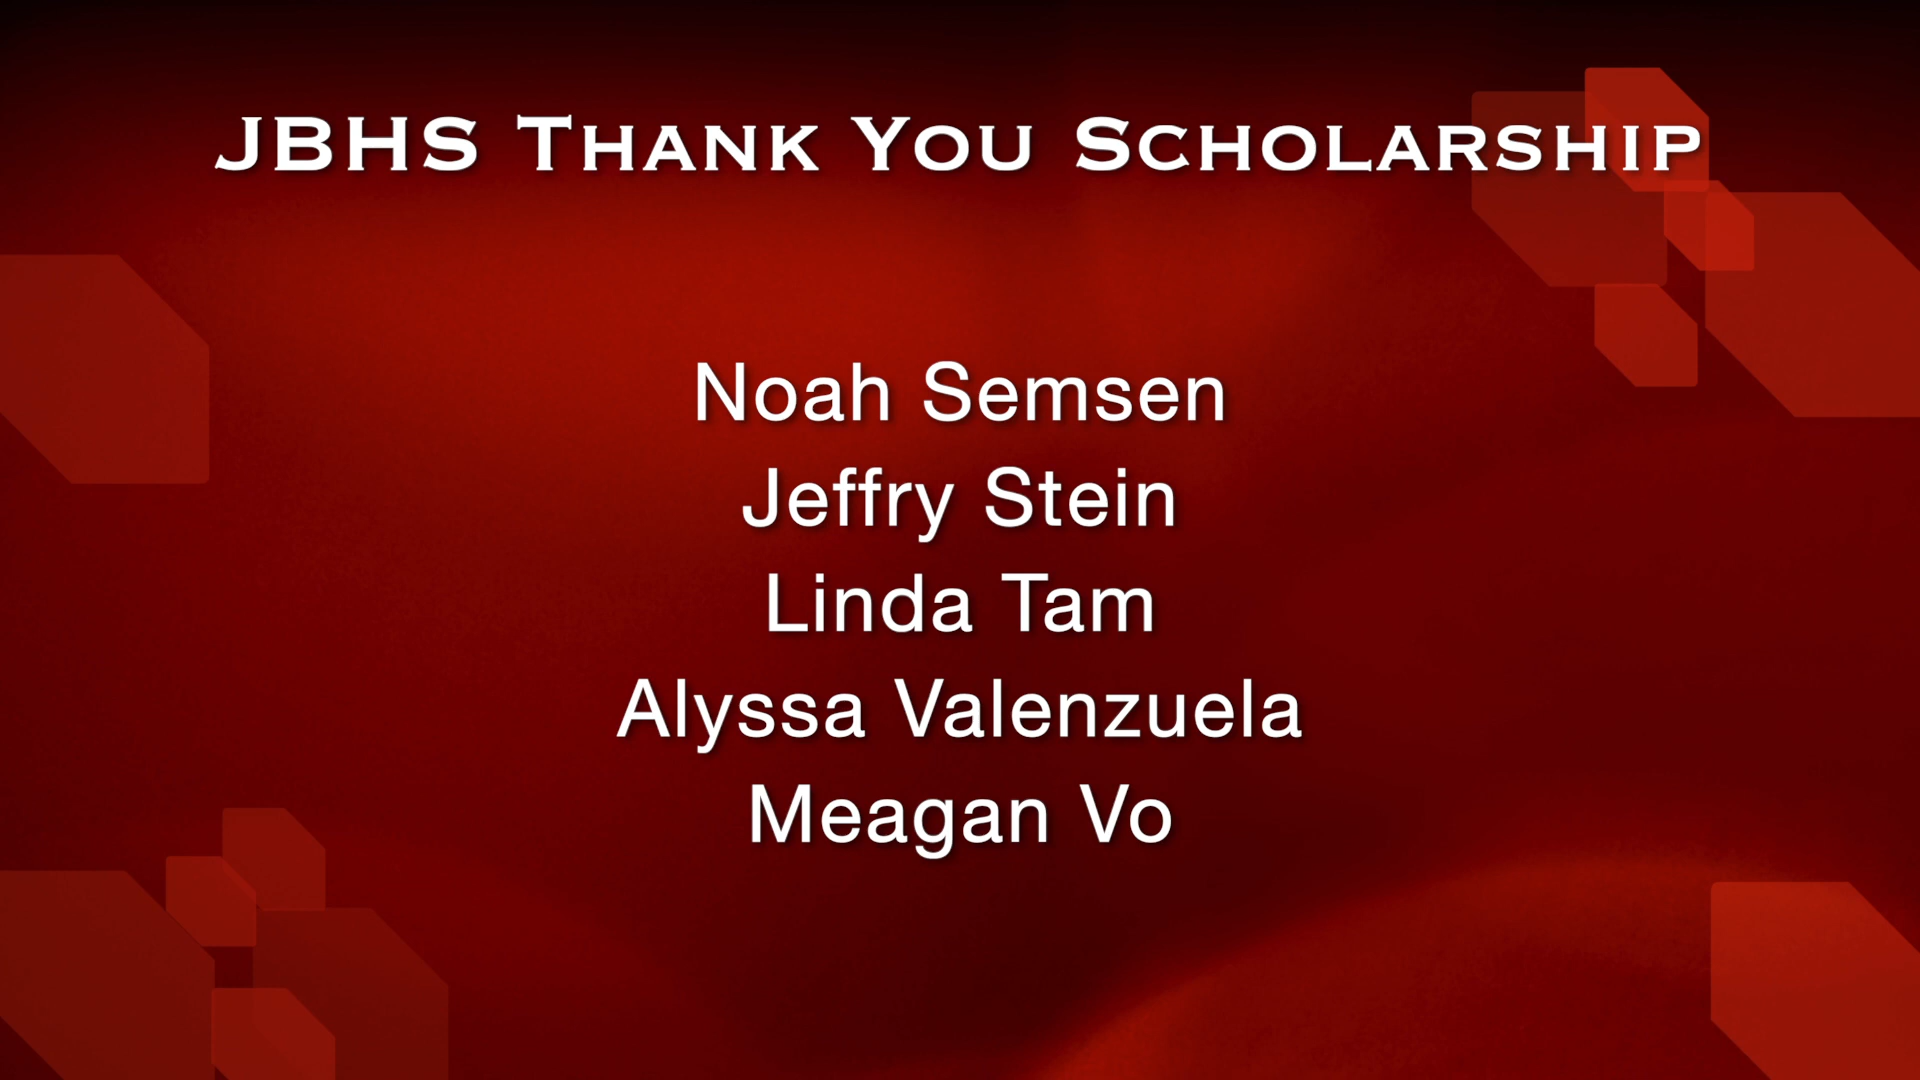 JBHS Thank You Scholarship
Noah Semsen
Jeffry Stein
Linda Tam
Alyssa Valenzuela
Meagan Vo